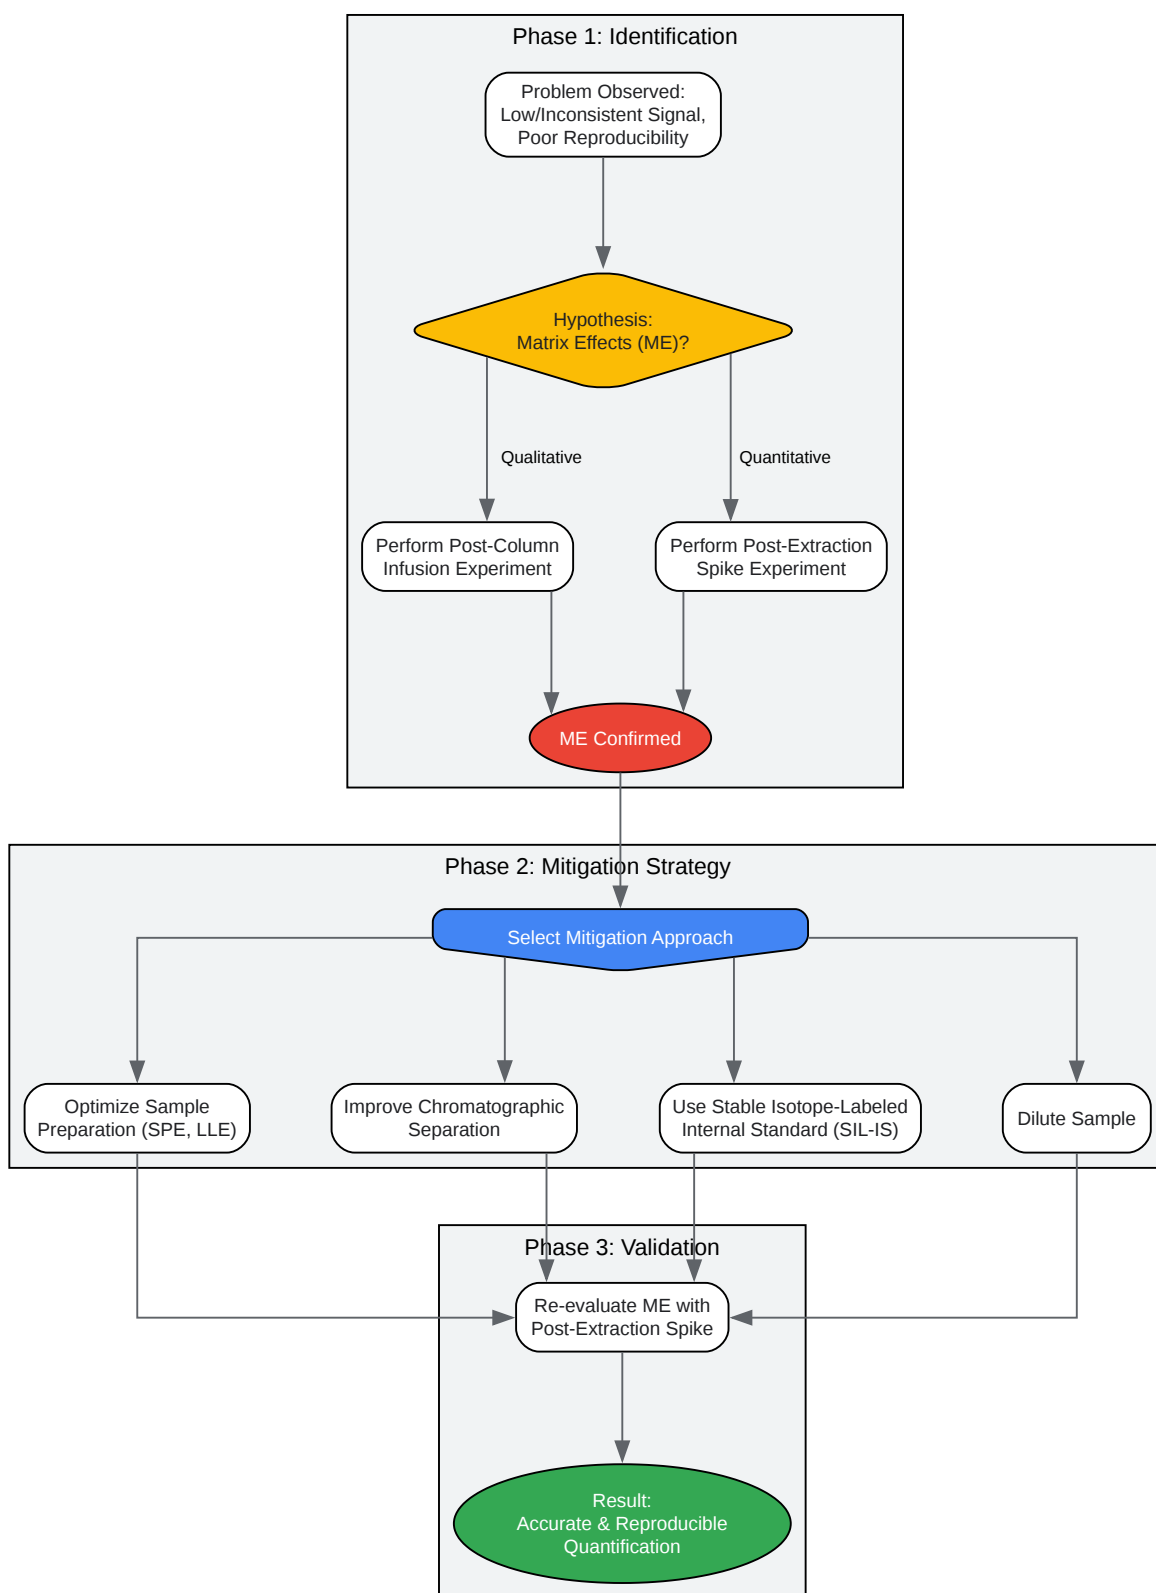 Phase 1: Identification
Problem Observed:
Low/Inconsistent Signal,
Poor Reproducibility
Hypothesis:
Matrix Effects (ME)?
Qualitative
Quantitative
Perform Post-Column
Infusion Experiment
Perform Post-Extraction
Spike Experiment
ME Confirmed
Phase 2: Mitigation Strategy
Select Mitigation Approach
Optimize Sample
Preparation (SPE, LLE)
Improve Chromatographic
Separation
Use Stable Isotope-Labeled
Internal Standard (SIL-IS)
Dilute Sample
Phase 3: Validation
Re-evaluate ME with
Post-Extraction Spike
Result:
Accurate & Reproducible
Quantification